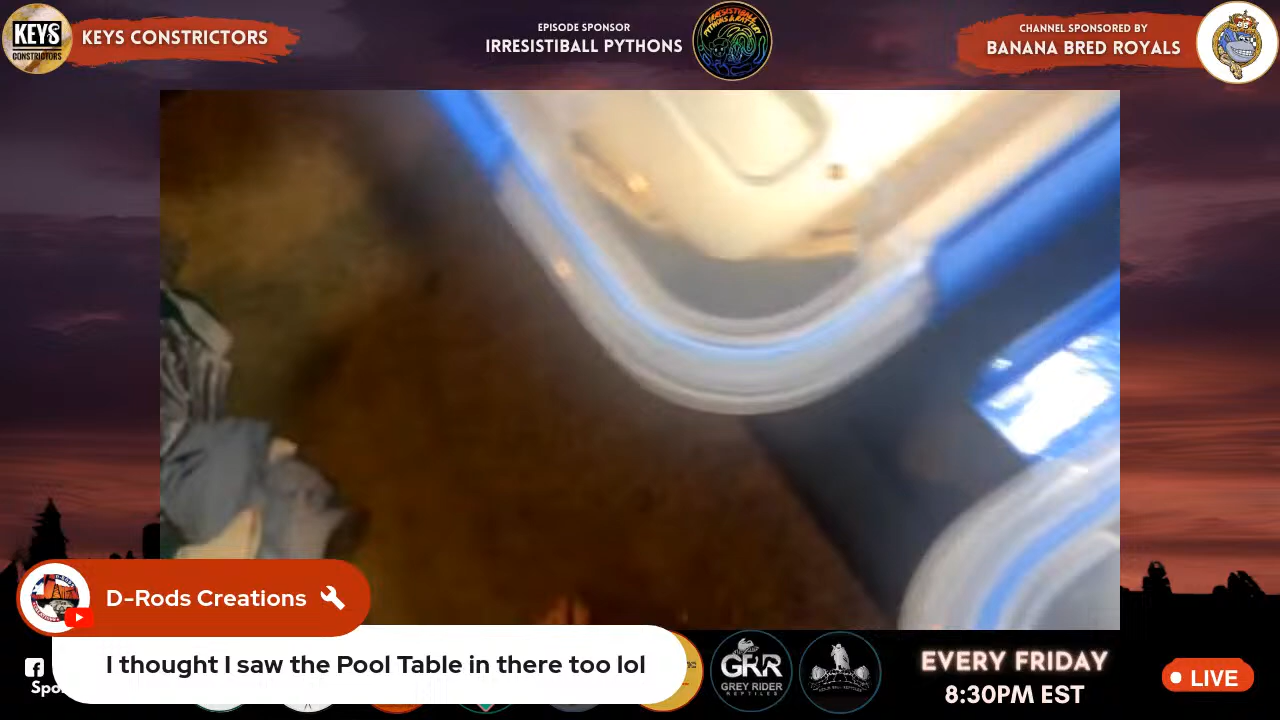 KEYS
CONSTRICTORS
KEYS CONSTRICTORS
EPISODE SPONSOR
IRRESISTIBALL PYTHONS
CHANNEL SPONSORED BY
BANANA BRED ROYALS
D-Rods Creations
I thought I saw the Pool Table in there too lol
Spo
GRR
GREY RIDER
REPTILES
EVERY FRIDAY
8:30PM EST
LIVE